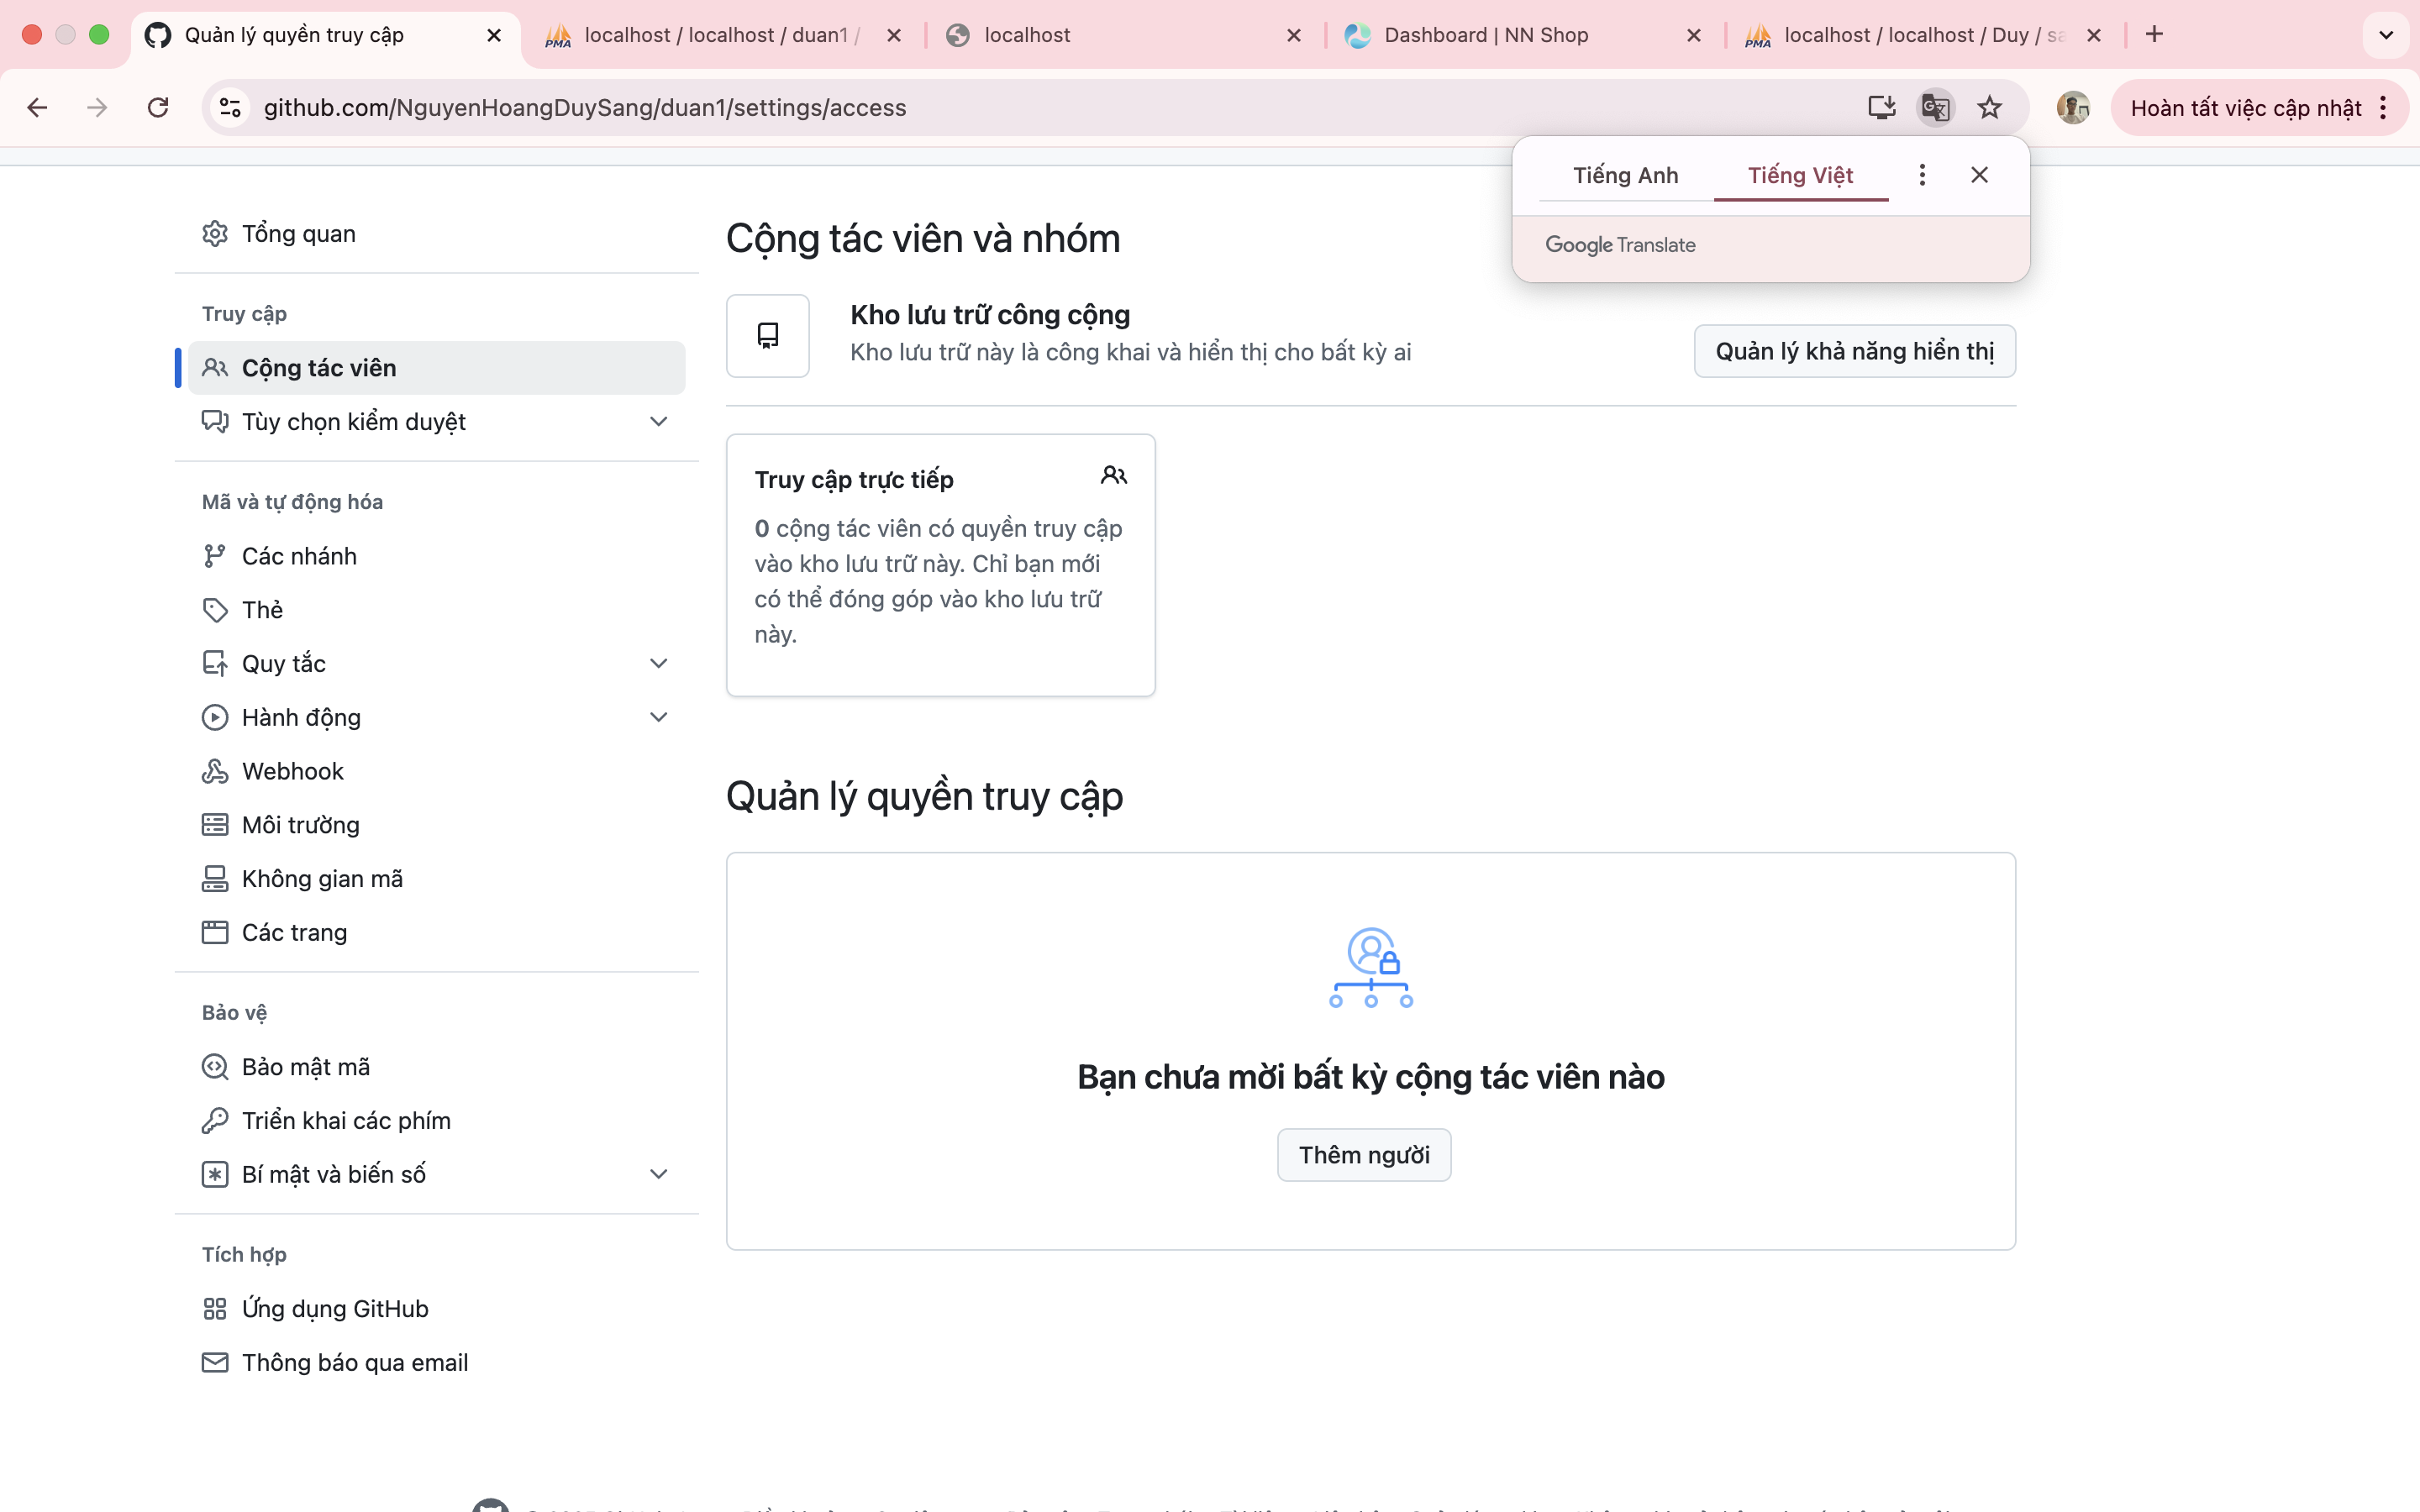 Quản lý quyền truy cập
localhost / localhost / duan1 /
localhost
Dashboard | NN Shop
localhost / localhost / Duy / sa
github.com/NguyenHoangDuySang/duan1/settings/access
Hoàn tất việc cập nhật
Tiếng Anh
Tiếng Việt
Google Translate
Tổng quan
Truy cập
Cộng tác viên
Tùy chọn kiểm duyệt
Mã và tự động hóa
Các nhánh
Thẻ
Quy tắc
Hành động
Webhook
Môi trường
Không gian mã
Các trang
Bảo vệ
Bảo mật mã
Triển khai các phím
Bí mật và biến số
Tích hợp
Ứng dụng GitHub
Thông báo qua email
Cộng tác viên và nhóm
Kho lưu trữ công cộng
Kho lưu trữ này là công khai và hiển thị cho bất kỳ ai
Quản lý khả năng hiển thị
Truy cập trực tiếp
0 cộng tác viên có quyền truy cập
vào kho lưu trữ này. Chỉ bạn mới
có thể đóng góp vào kho lưu trữ
này.
Quản lý quyền truy cập
Bạn chưa mời bất kỳ cộng tác viên nào
Thêm người